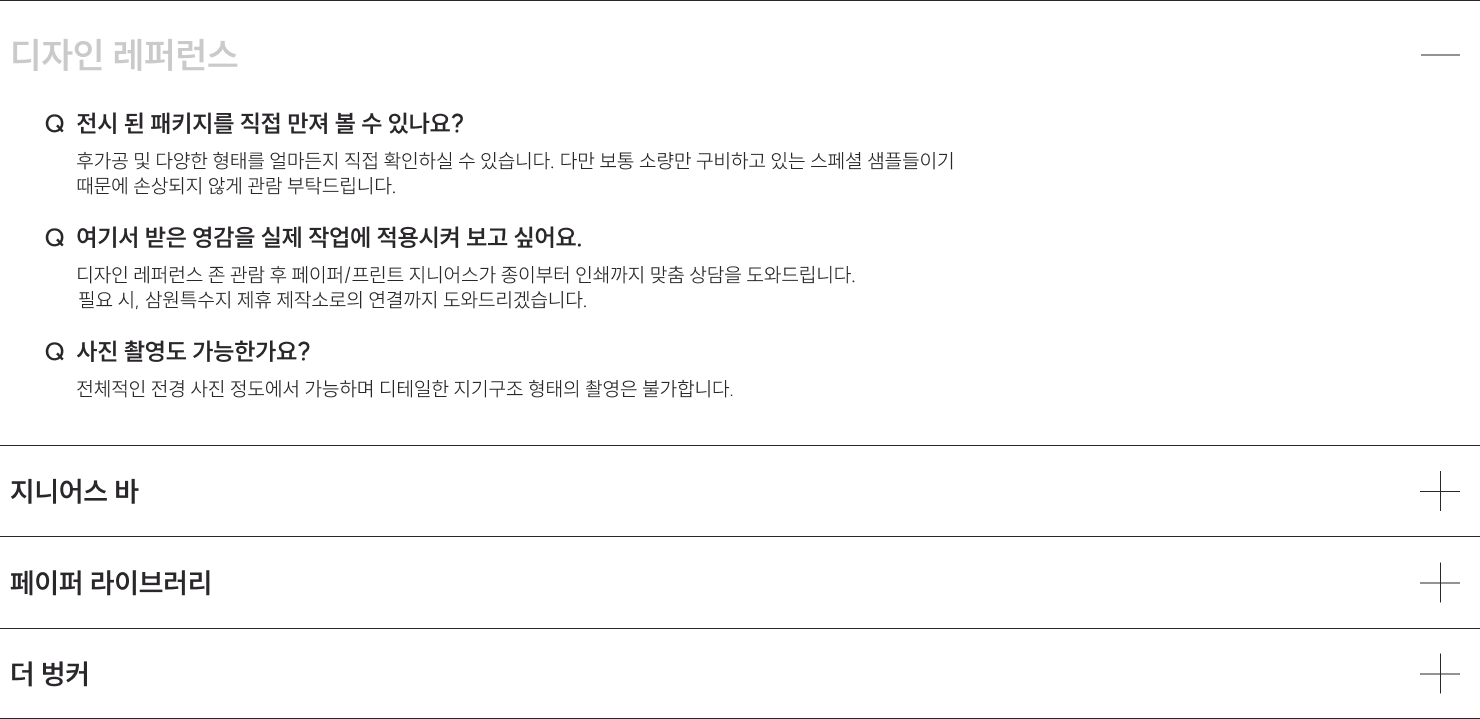 디자인 레퍼런스
Q 전시 된 패키지를 직접 만져 볼 수 있나요?
후가공 및 다양한 형태를 얼마든지 직접 확인하실 수 있습니다. 다만 보통 소량만 구비하고 있는 스페셜 샘플들이기
때문에 손상되지 않게 관람 부탁드립니다.
Q 여기서 받은 영감을 실제 작업에 적용시켜 보고 싶어요.
디자인 레퍼런스 존 관람 후 페이퍼/프린트 지니어스가 종이부터 인쇄까지 맞춤 상담을 도와드립니다.
필요 시, 삼원특수지 제휴 제작소로의 연결까지 도와드리겠습니다.
Q 사진 촬영도 가능한가요?
전체적인 전경 사진 정도에서 가능하며 디테일한 지기구조 형태의 촬영은 불가합니다.
지니어스 바
페이퍼 라이브러리
더 벙커